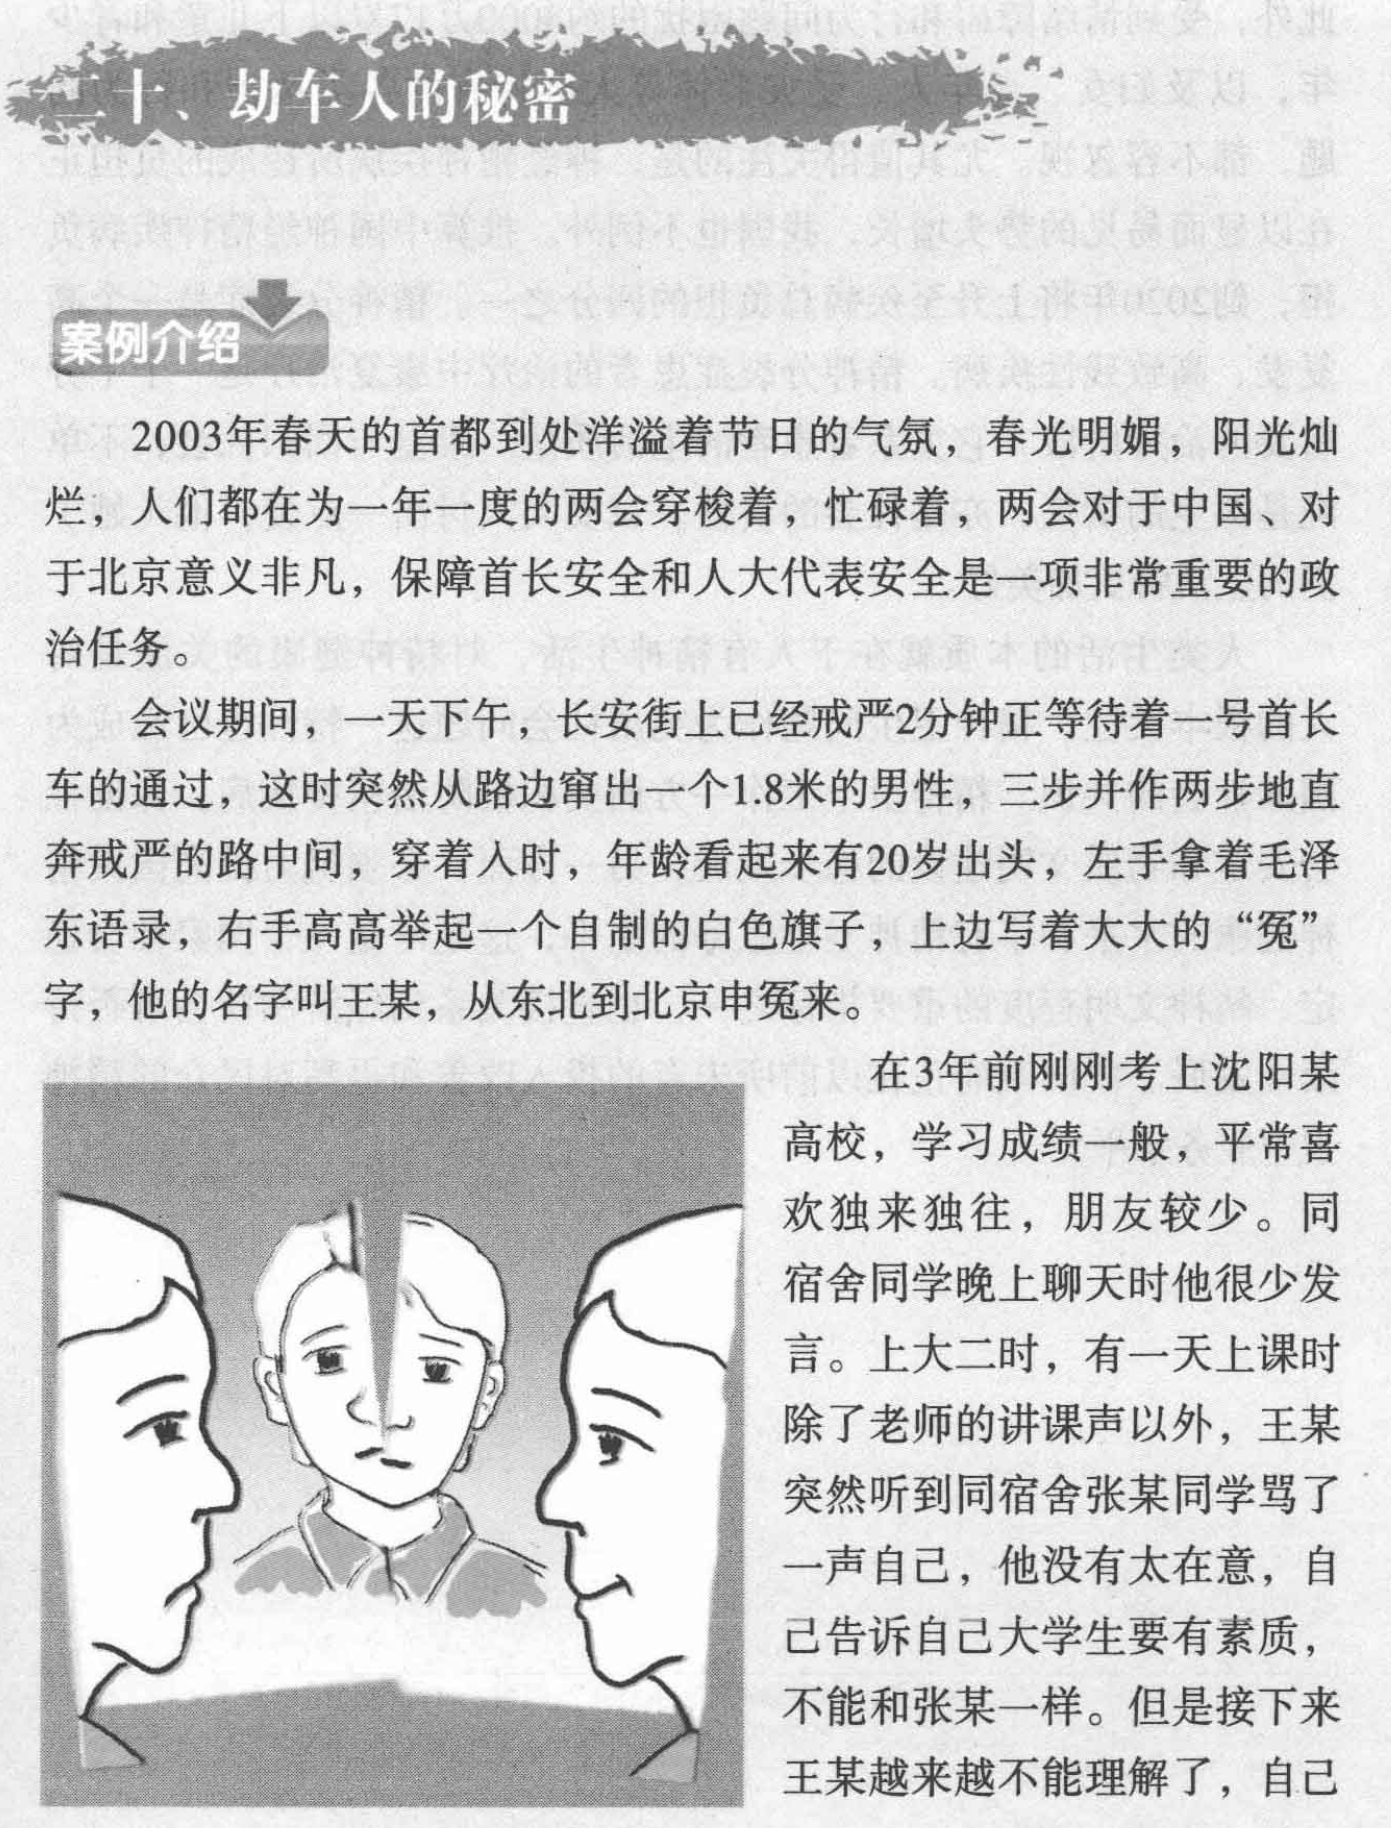 二十、劫车人的秘密
案例介绍
2003年春天的首都到处洋溢着节日的气氛，春光明媚，阳光灿
烂，人们都在为一年一度的两会穿梭着，忙碌着，两会对于中国、对
于北京意义非凡，保障首长安全和人大代表安全是一项非常重要的政
治任务。
会议期间，一天下午，长安街上已经戒严2分钟正等待着一号首长
车的通过，这时突然从路边窜出一个1.8米的男性，三步并作两步地直
奔戒严的路中间，穿着入时，年龄看起来有20岁出头，左手拿着毛泽
东语录，右手高高举起一个自制的白色旗子，上边写着大大的“冤”
字，他的名字叫王某，从东北到北京申冤来。
在3年前刚刚考上沈阳某
高校，学习成绩一般，平常喜
欢独来独往，朋友较少。同
宿舍同学晚上聊天时他很少发
言。上大二时，有一天上课时
除了老师的讲课声以外，王某
突然听到同宿舍张某同学骂了
一声自己，他没有太在意，自
己告诉自己大学生要有素质，
不能和张某一样。但是接下来
王某越来越不能理解了，自己